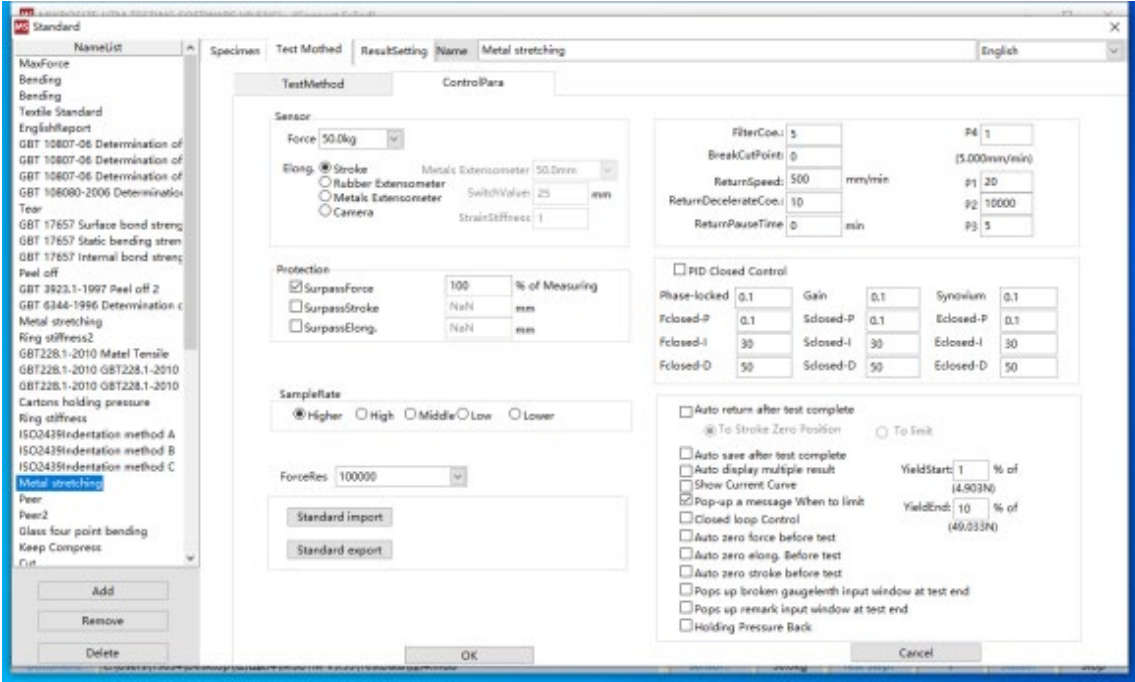 Standard
NameList
MaxForce
Bending
Bending
Textile Standard
EnglishReport
GBT 10807-06 Determination of
GBT 10807-06 Determination of
GBT 10807-06 Determination of
GBT 108080-2006 Determination
Tear
GBT 17657 Surface bond streng
GBT 17657 Static bending stren
GBT 17657 Internal bond streng
Peel off
GBT 3923.1-1997 Peel off 2
GBT 6344-1996 Determination c
Metal stretching
Ring stiffness2
GBT228.1-2010 Matel Tensile
GBT228.1-2010 GBT228.1-2010
GBT228.1-2010 GBT228.1-2010
Cartons holding pressure
Ring stiffness
ISO2439Indentation method A
ISO2439Indentation method B
ISO2439Indentation method C
Metal stretching
Peer
Peer2
Glass four point bending
Keep Compress
Cut
Add
Remove
Delete
Specimen Test Mothed ResultSetting Name Metal stretching English
TestMethod ControlPara
Sensor
Force 50.0kg
Elong. Stroke Metals Extensometer 50.0mm
Rubber Extensometer SwitchValue: 25 mm
Metals Extensometer
Camera StrainStiffness 1
Protection
SurpassForce 100 % of Measuring
SurpassStroke NaN mm
SurpassElong. NaN mm
SampleRate
Higher High Middle Low Lower
ForceRes 100000
Standard import
Standard export
FilterCoe.: 5 P4 1
BreakCutPoint: 0 (5.000mm/min)
ReturnSpeed: 500 mm/min P1 20
ReturnDecelerateCoe.: 10 P2 10000
ReturnPauseTime 0 min P3 5
PID Closed Control
Phase-locked 0.1 Gain 0.1 Synovium 0.1
Fclosed-P 0.1 Sclosed-P 0.1 Eclosed-P 0.1
Fclosed-I 30 Sclosed-I 30 Eclosed-I 30
Fclosed-D 50 Sclosed-D 50 Eclosed-D 50
Auto return after test complete
To Stroke Zero Position To limit
Auto save after test complete
Auto display multiple result YieldStart: 1 % of
Show Current Curve (4.903N)
Pop-up a message When to limit YieldEnd: 10 % of
Closed loop Control (49.033N)
Auto zero force before test
Auto zero elong. Before test
Auto zero stroke before test
Pops up broken gaugelenth input window at test end
Pops up remark input window at test end
Holding Pressure Back
OK Cancel